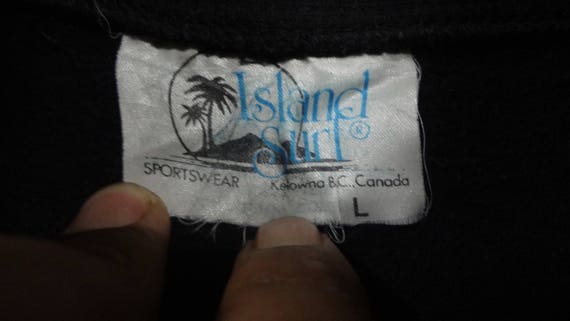 Island
Surf ®
SPORTSWEAR Kelowna B.C., Canada
L